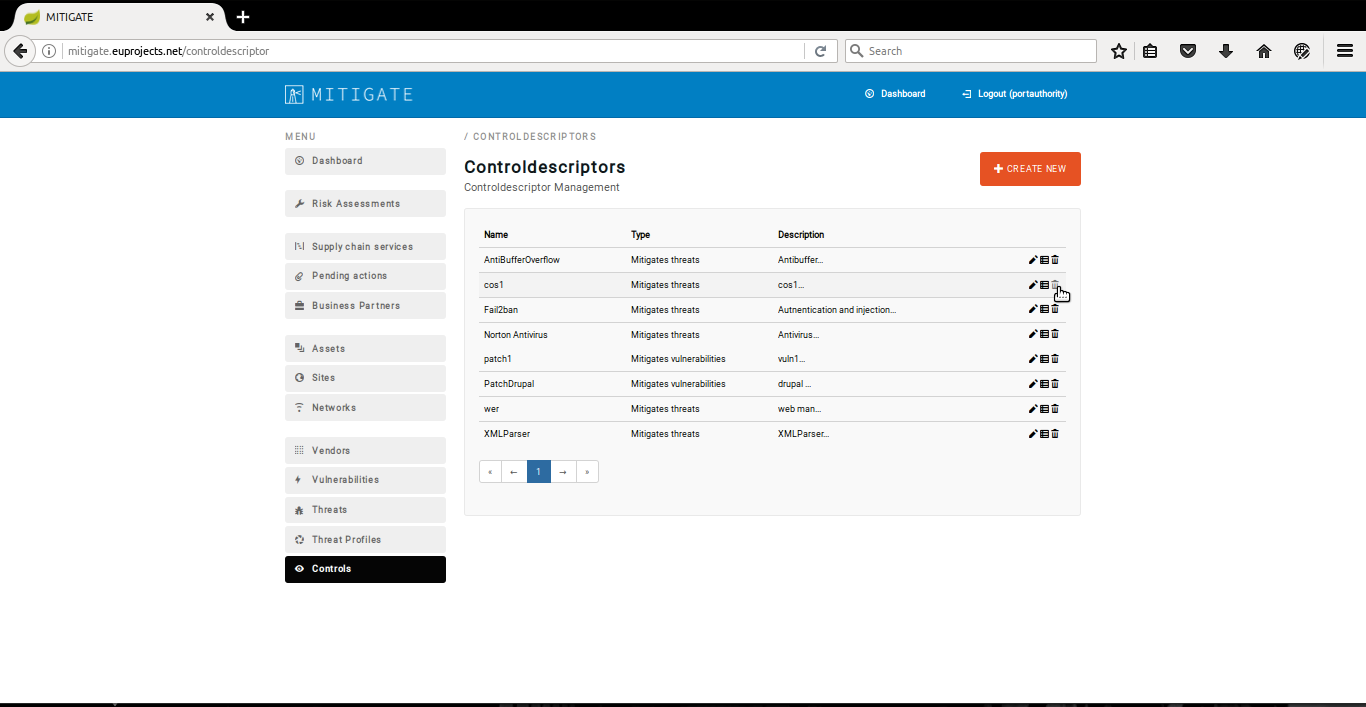 MITIGATE
mitigate.euprojects.net/controldescriptor
Search
MITIGATE
Dashboard
Logout (portauthority)
MENU
Dashboard
Risk Assessments
Supply chain services
Pending actions
Business Partners
Assets
Sites
Networks
Vendors
Vulnerabilities
Threats
Threat Profiles
Controls
/ CONTROLDESCRIPTORS
Controldescriptors
Controldescriptor Management
CREATE NEW
Name Type Description
AntiBufferOverflow Mitigates threats Antibuffer...
cos1 Mitigates threats cos1...
Fail2ban Mitigates threats Autnentication and injection...
Norton Antivirus Mitigates threats Antivirus...
patch1 Mitigates vulnerabilities vuln1...
PatchDrupal Mitigates vulnerabilities drupal ...
wer Mitigates threats web man...
XMLParser Mitigates threats XMLParser...
« ← 1 → »